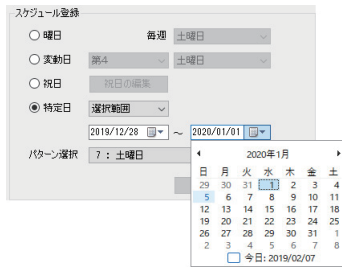 スケジュール登録
曜日 毎週 土曜日
変動日 第4 土曜日
祝日 祝日の編集
特定日 選択範囲
2019/12/28 ～ 2020/01/01
パターン選択 7 : 土曜日
2020年1月
日 月 火 水 木 金 土
29 30 31 1 2 3 4
5 6 7 8 9 10 11
12 13 14 15 16 17 18
19 20 21 22 23 24 25
26 27 28 29 30 31 1
2 3 4 5 6 7 8
今日: 2019/02/07